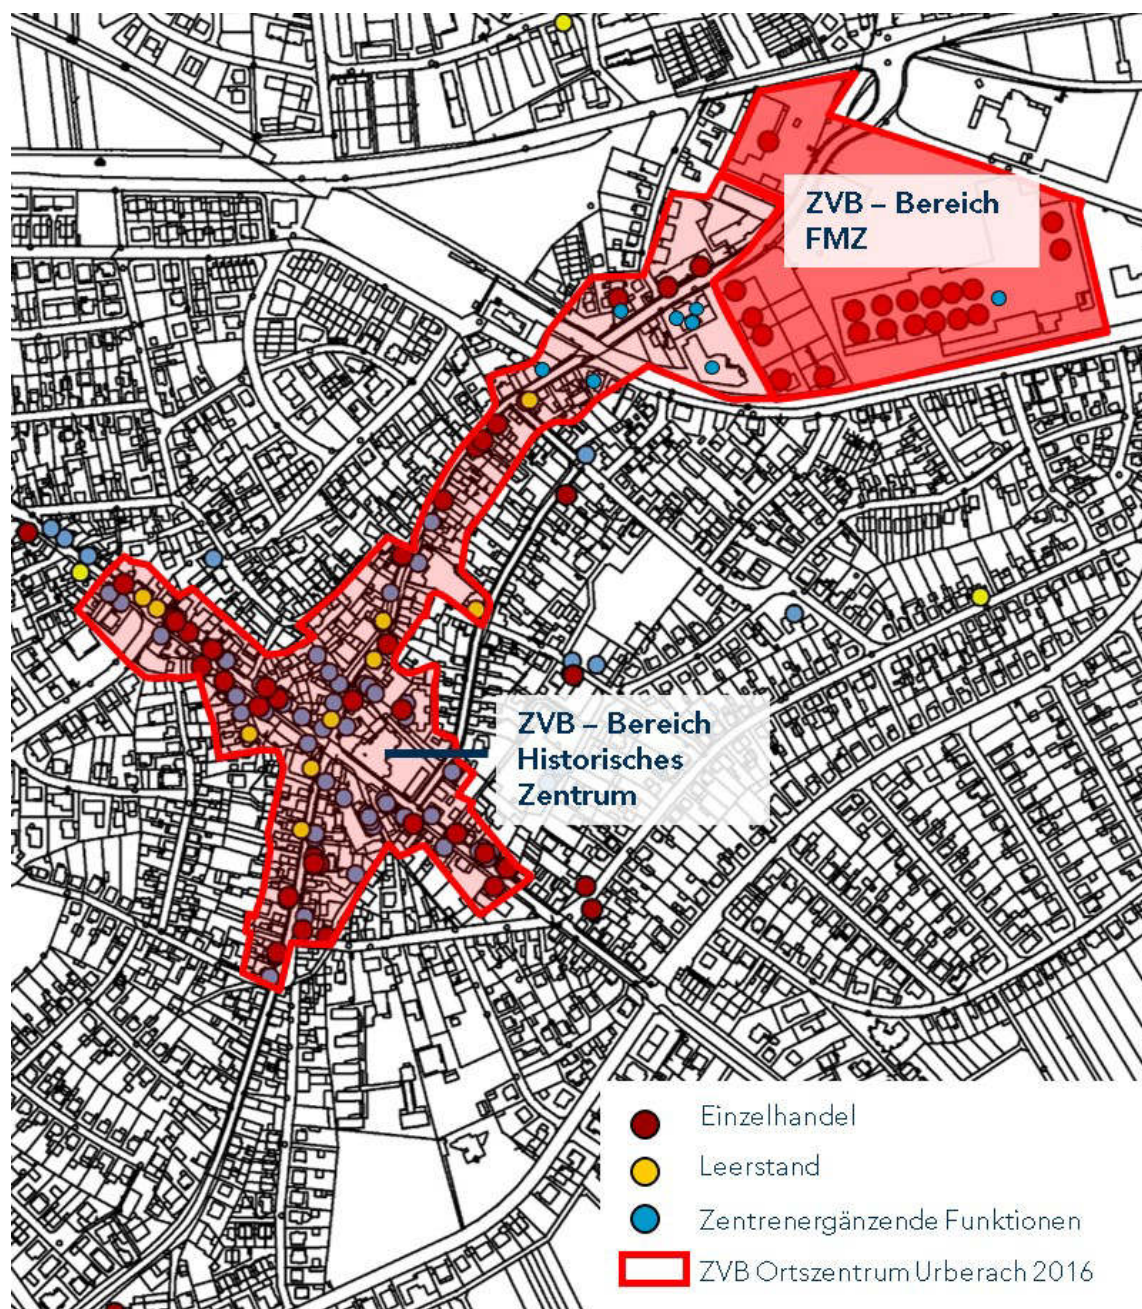 ZVB – Bereich
FMZ
ZVB – Bereich
Historisches
Zentrum
Einzelhandel
Leerstand
Zentrenergänzende Funktionen
ZVB Ortszentrum Urberach 2016